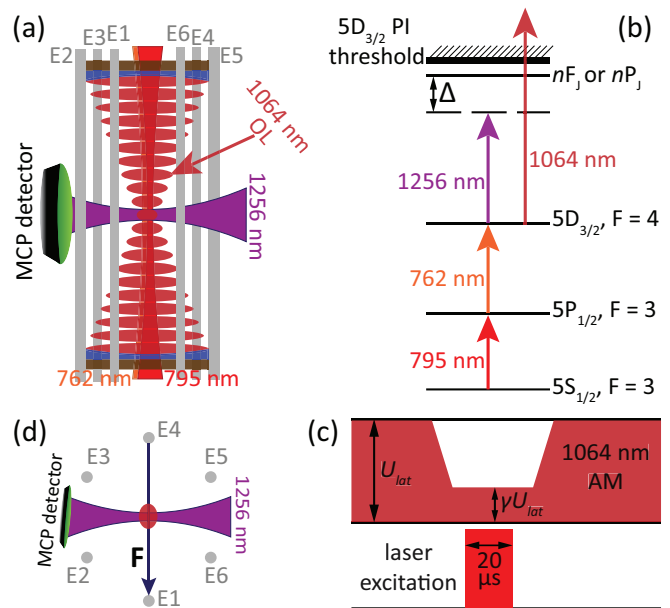 (a)
E3 E1
E2
E6
E4
E5
1064 nm
OL
MCP detector
1256 nm
762 nm
795 nm
(b)
5D3/2 PI
threshold
nFJ or nPJ
Δ
1256 nm
1064 nm
5D3/2, F = 4
762 nm
5P1/2, F = 3
795 nm
5S1/2, F = 3
(d)
E4
E3
E5
MCP detector
1256 nm
F
E2
E6
E1
(c)
Ulat
1064 nm
AM
γUlat
laser
excitation
20
μs